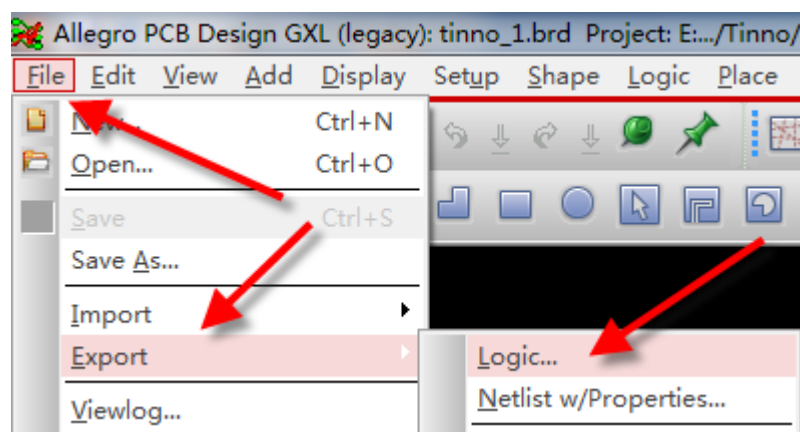 Allegro PCB Design GXL (legacy): tinno_1.brd Project: E:.../Tinno/
File Edit View Add Display Setup Shape Logic Place
New... Ctrl+N
Open... Ctrl+O
Save Ctrl+S
Save As...
Import
Export
Logic...
Netlist w/Properties...
Viewlog...